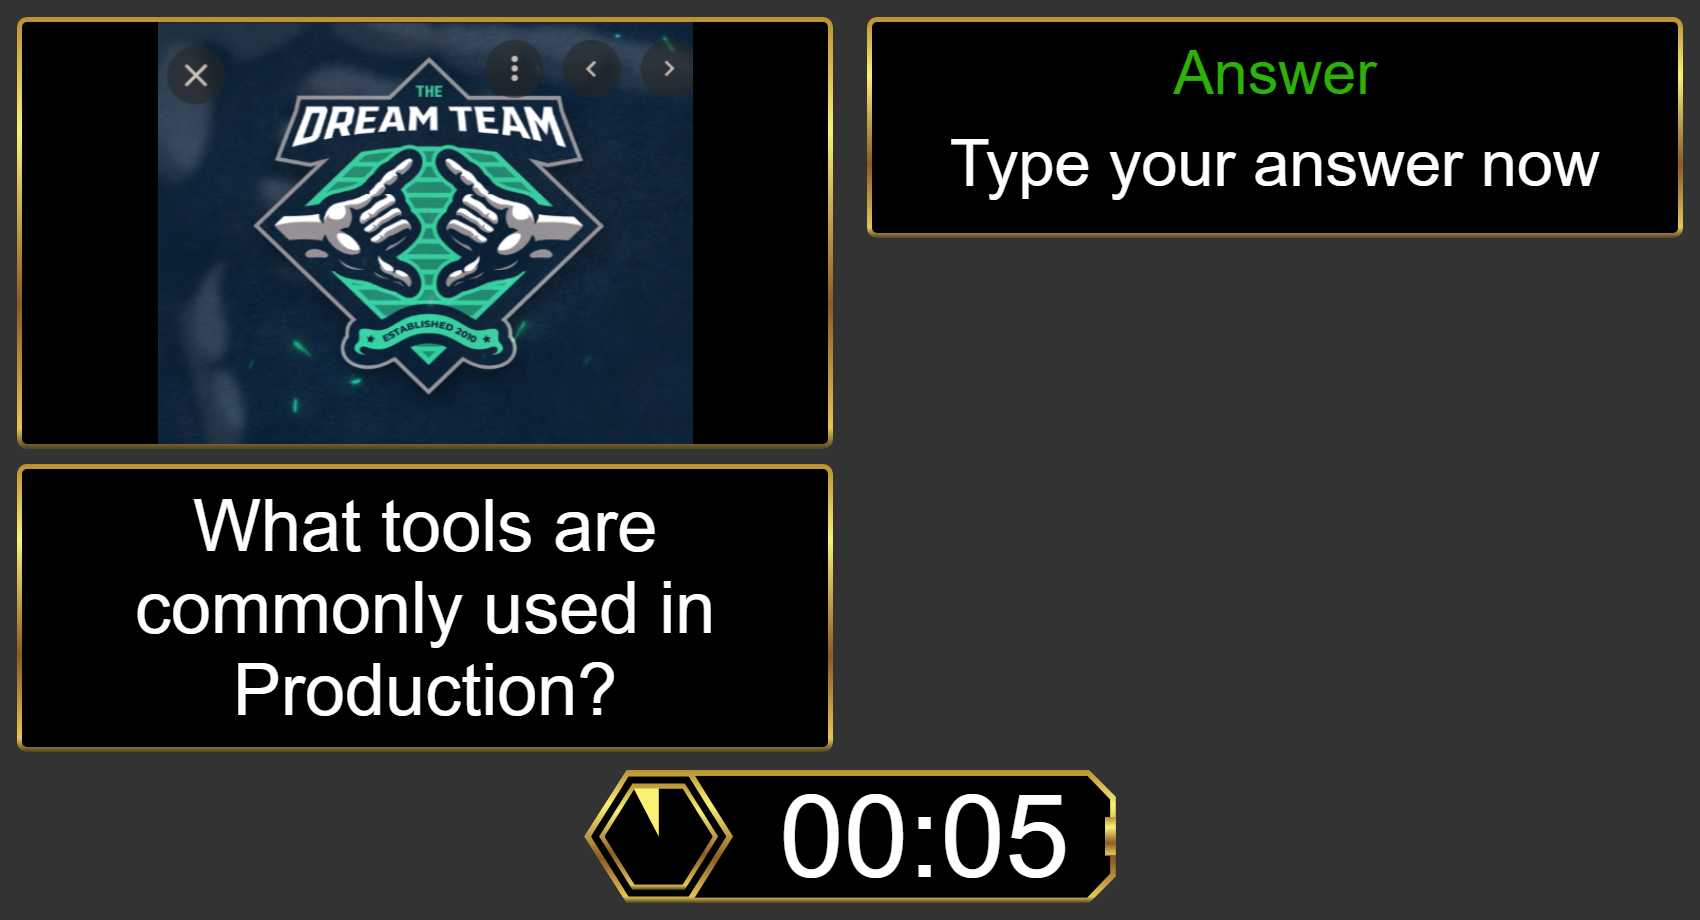 THE
DREAM TEAM
ESTABLISHED 2010
What tools are
commonly used in
Production?
Answer
Type your answer now
00:05